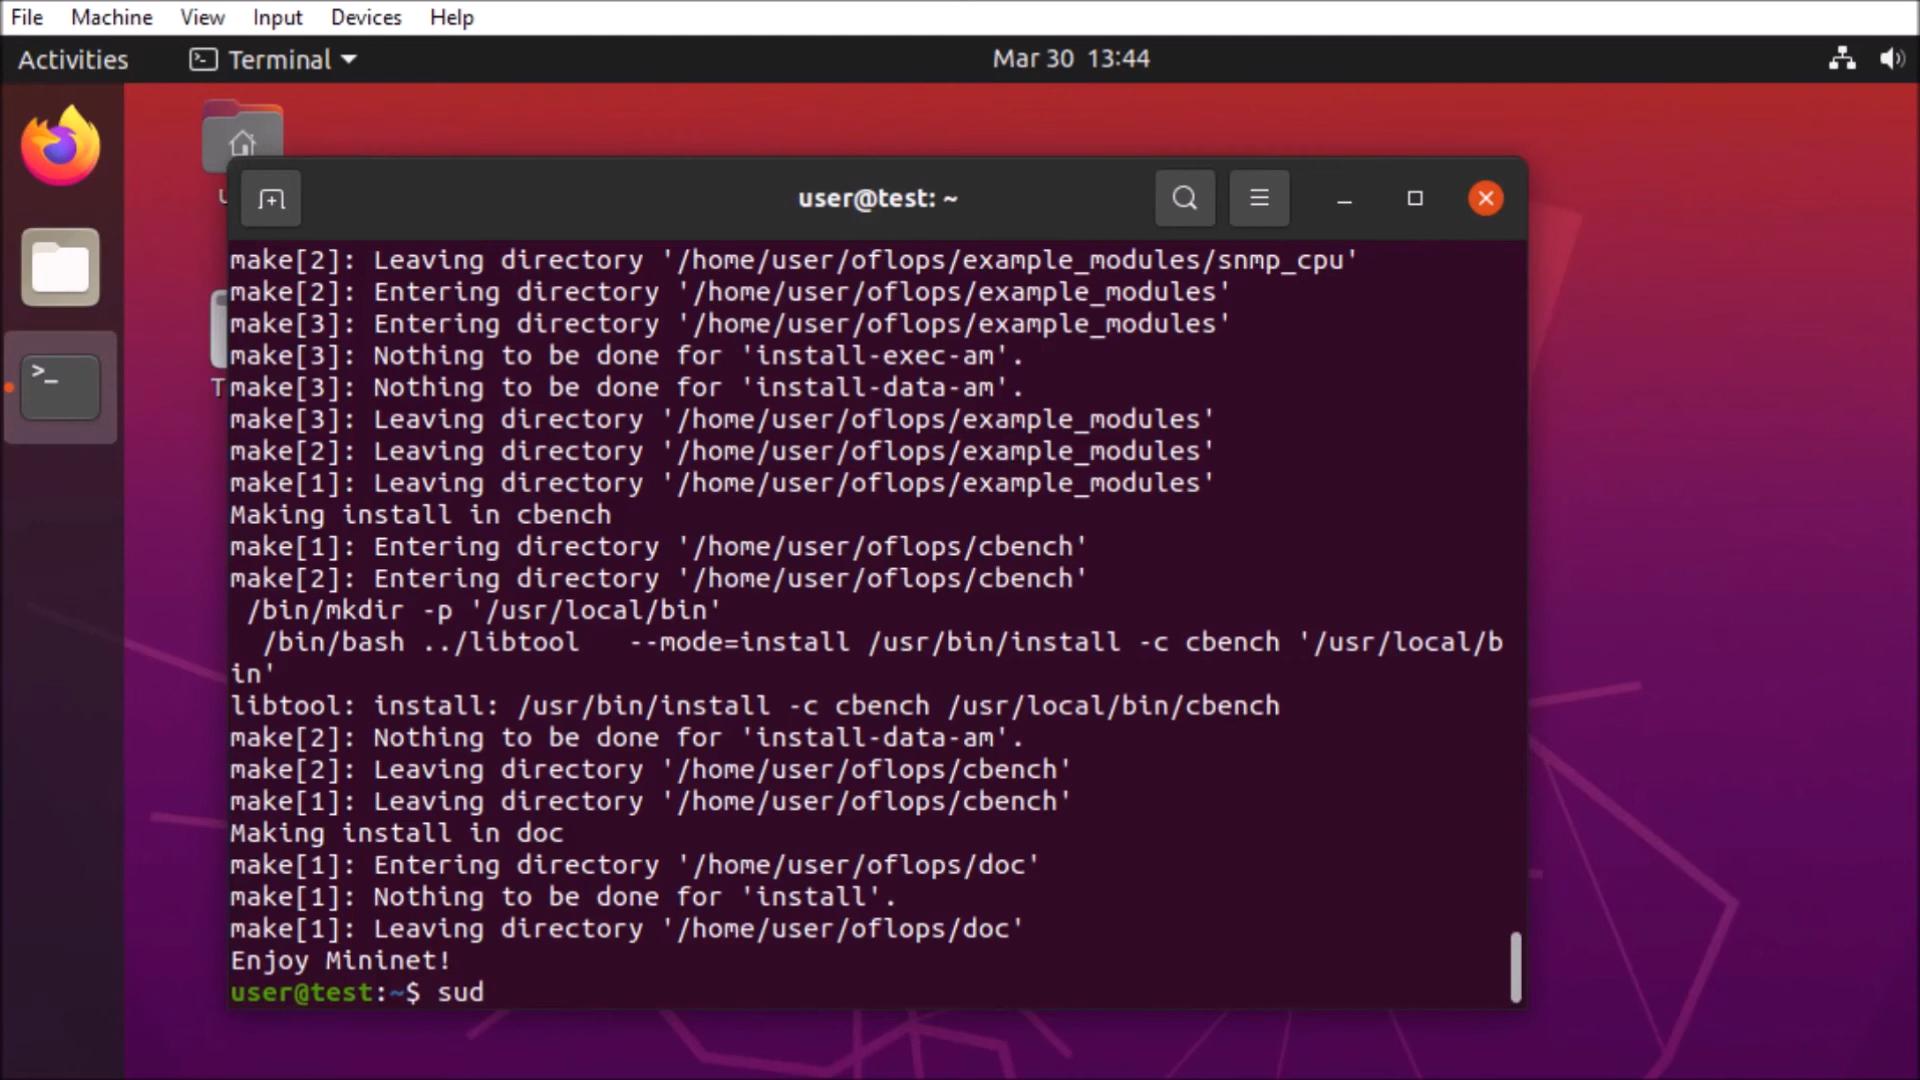 File Machine View Input Devices Help
Activities Terminal Mar 30 13:44
user@test: ~
make[2]: Leaving directory '/home/user/oflops/example_modules/snmp_cpu'
make[2]: Entering directory '/home/user/oflops/example_modules'
make[3]: Entering directory '/home/user/oflops/example_modules'
make[3]: Nothing to be done for 'install-exec-am'.
make[3]: Nothing to be done for 'install-data-am'.
make[3]: Leaving directory '/home/user/oflops/example_modules'
make[2]: Leaving directory '/home/user/oflops/example_modules'
make[1]: Leaving directory '/home/user/oflops/example_modules'
Making install in cbench
make[1]: Entering directory '/home/user/oflops/cbench'
make[2]: Entering directory '/home/user/oflops/cbench'
 /bin/mkdir -p '/usr/local/bin'
  /bin/bash ../libtool   --mode=install /usr/bin/install -c cbench '/usr/local/b
in'
libtool: install: /usr/bin/install -c cbench /usr/local/bin/cbench
make[2]: Nothing to be done for 'install-data-am'.
make[2]: Leaving directory '/home/user/oflops/cbench'
make[1]: Leaving directory '/home/user/oflops/cbench'
Making install in doc
make[1]: Entering directory '/home/user/oflops/doc'
make[1]: Nothing to be done for 'install'.
make[1]: Leaving directory '/home/user/oflops/doc'
Enjoy Mininet!
user@test:~$ sud